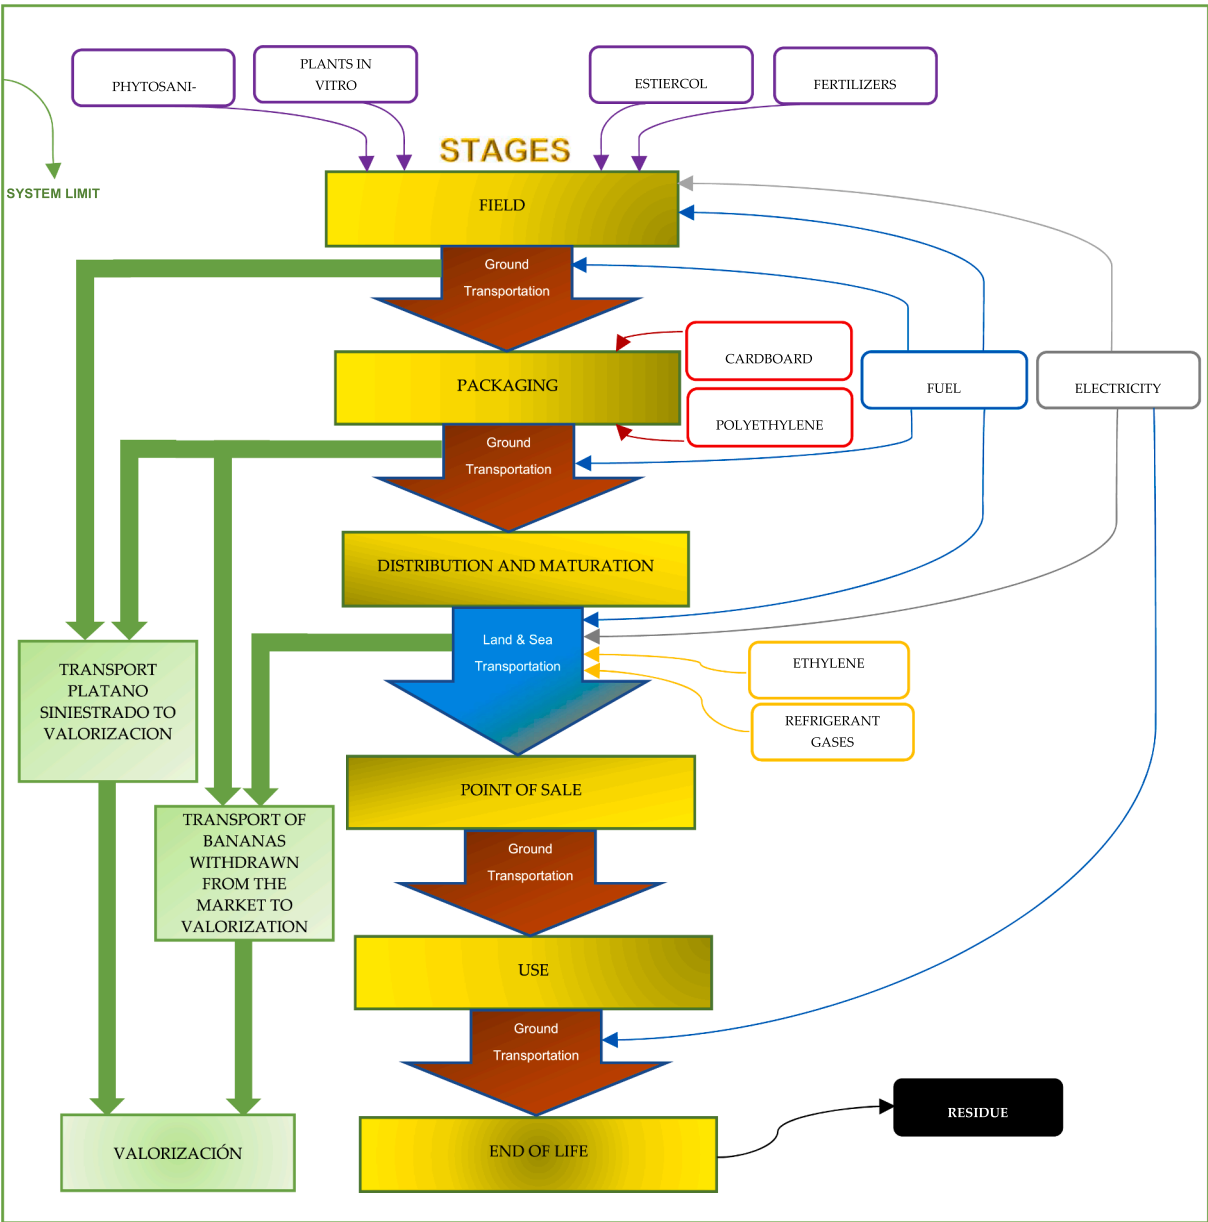 PHYTOSANI-
PLANTS IN
VITRO
ESTIERCOL
FERTILIZERS
STAGES
SYSTEM LIMIT
FIELD
Ground
Transportation
CARDBOARD
PACKAGING
FUEL
ELECTRICITY
POLYETHYLENE
Ground
Transportation
DISTRIBUTION AND MATURATION
Land & Sea
Transportation
ETHYLENE
REFRIGERANT
GASES
TRANSPORT
PLATANO
SINIESTRADO TO
VALORIZACION
POINT OF SALE
TRANSPORT OF
BANANAS
WITHDRAWN
FROM THE
MARKET TO
VALORIZATION
Ground
Transportation
USE
Ground
Transportation
RESIDUE
VALORIZACIÓN
END OF LIFE